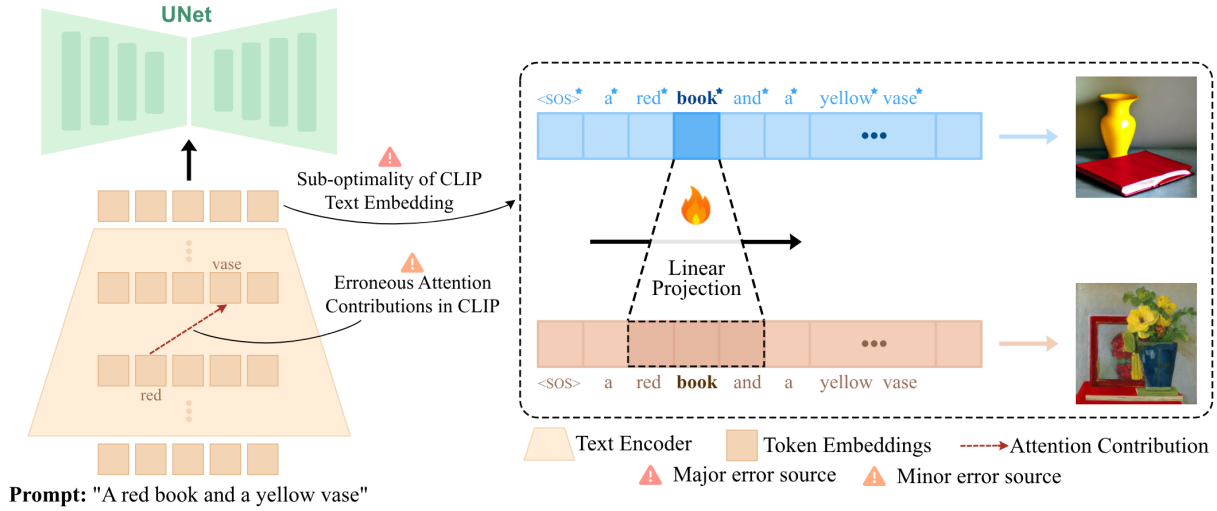 UNet
Sub-optimality of CLIP
Text Embedding
vase
Erroneous Attention
Contributions in CLIP
red
Prompt: "A red book and a yellow vase"
<SOS>* a* red* book* and* a* yellow* vase*
•••
Linear
Projection
•••
<SOS> a red book and a yellow vase
Text Encoder
Token Embeddings
Attention Contribution
Major error source
Minor error source